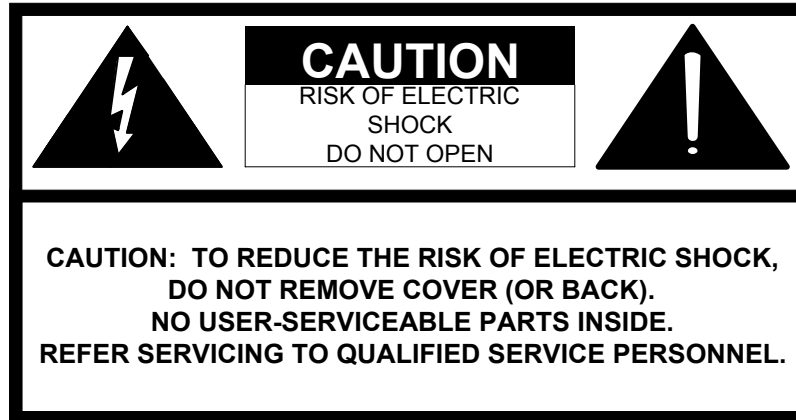 CAUTION
RISK OF ELECTRIC
SHOCK
DO NOT OPEN
CAUTION:  TO REDUCE THE RISK OF ELECTRIC SHOCK,
DO NOT REMOVE COVER (OR BACK).
NO USER-SERVICEABLE PARTS INSIDE.
REFER SERVICING TO QUALIFIED SERVICE PERSONNEL.